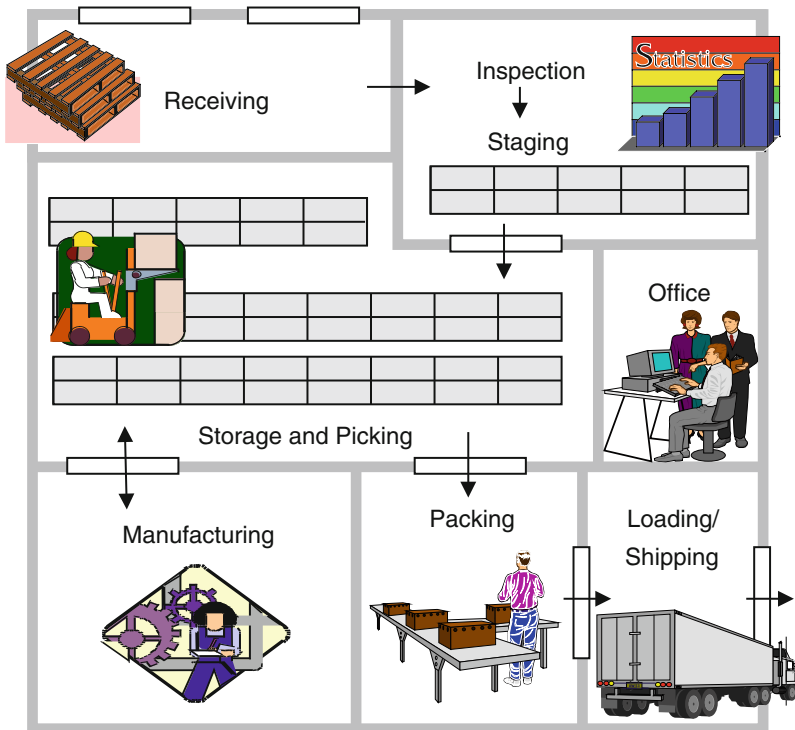 Receiving
Inspection
Statistics
Staging
Office
Storage and Picking
Manufacturing
Packing
Loading/
Shipping